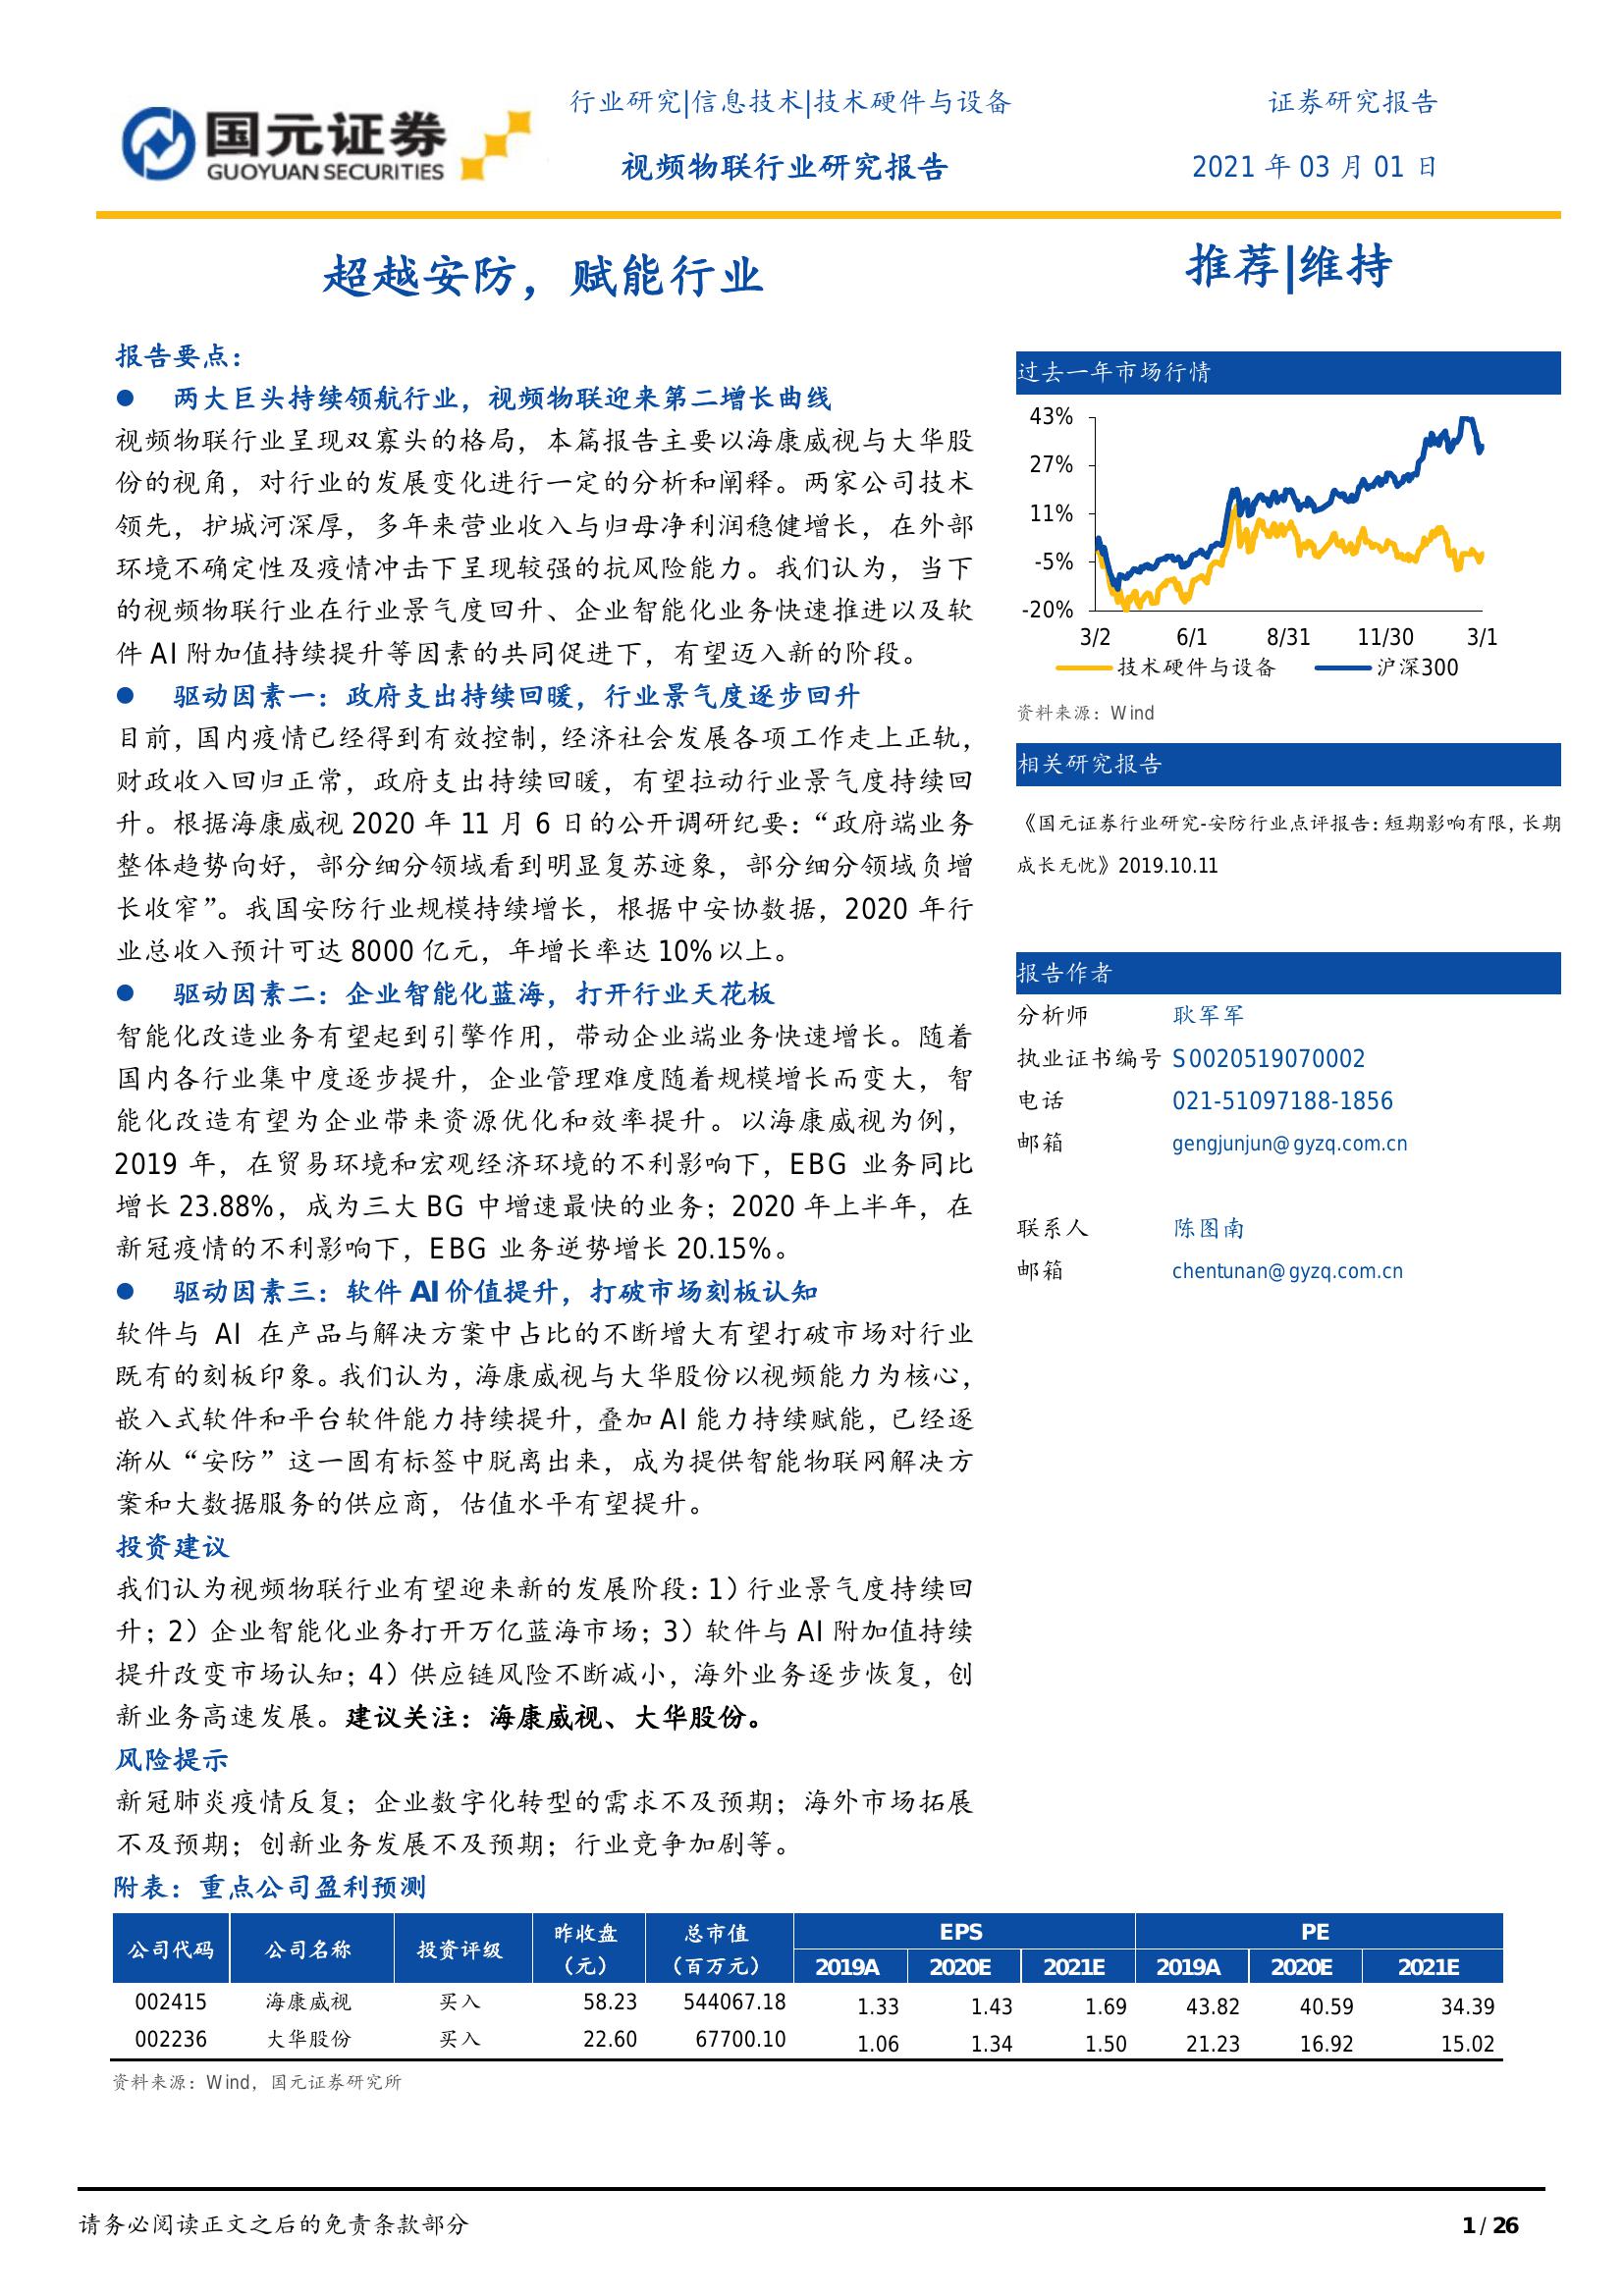 国元证券
GUOYUAN SECURITIES
行业研究|信息技术|技术硬件与设备
证券研究报告
视频物联行业研究报告
2021 年 03 月 01 日
超越安防，赋能行业
推荐|维持
报告要点：
● 两大巨头持续领航行业，视频物联迎来第二增长曲线
视频物联行业呈现双寡头的格局，本篇报告主要以海康威视与大华股
份的视角，对行业的发展变化进行一定的分析和阐释。两家公司技术
领先，护城河深厚，多年来营业收入与归母净利润稳健增长，在外部
环境不确定性及疫情冲击下呈现较强的抗风险能力。我们认为，当下
的视频物联行业在行业景气度回升、企业智能化业务快速推进以及软
件 AI 附加值持续提升等因素的共同促进下，有望迈入新的阶段。
● 驱动因素一：政府支出持续回暖，行业景气度逐步回升
目前，国内疫情已经得到有效控制，经济社会发展各项工作走上正轨，
财政收入回归正常，政府支出持续回暖，有望拉动行业景气度持续回
升。根据海康威视 2020 年 11 月 6 日的公开调研纪要：“政府端业务
整体趋势向好，部分细分领域看到明显复苏迹象，部分细分领域负增
长收窄”。我国安防行业规模持续增长，根据中安协数据，2020 年行
业总收入预计可达 8000 亿元，年增长率达 10%以上。
● 驱动因素二：企业智能化蓝海，打开行业天花板
智能化改造业务有望起到引擎作用，带动企业端业务快速增长。随着
国内各行业集中度逐步提升，企业管理难度随着规模增长而变大，智
能化改造有望为企业带来资源优化和效率提升。以海康威视为例，
2019 年，在贸易环境和宏观经济环境的不利影响下，EBG 业务同比
增长 23.88%，成为三大 BG 中增速最快的业务；2020 年上半年，在
新冠疫情的不利影响下，EBG 业务逆势增长 20.15%。
● 驱动因素三：软件 AI 价值提升，打破市场刻板认知
软件与 AI 在产品与解决方案中占比的不断增大有望打破市场对行业
既有的刻板印象。我们认为，海康威视与大华股份以视频能力为核心，
嵌入式软件和平台软件能力持续提升，叠加 AI 能力持续赋能，已经逐
渐从“安防”这一固有标签中脱离出来，成为提供智能物联网解决方
案和大数据服务的供应商，估值水平有望提升。
投资建议
我们认为视频物联行业有望迎来新的发展阶段：1）行业景气度持续回
升；2）企业智能化业务打开万亿蓝海市场；3）软件与 AI 附加值持续
提升改变市场认知；4）供应链风险不断减小，海外业务逐步恢复，创
新业务高速发展。建议关注：海康威视、大华股份。
风险提示
新冠肺炎疫情反复；企业数字化转型的需求不及预期；海外市场拓展
不及预期；创新业务发展不及预期；行业竞争加剧等。
过去一年市场行情
43%
27%
11%
-5%
-20%
3/2 6/1 8/31 11/30 3/1
技术硬件与设备 沪深300
资料来源：Wind
相关研究报告
《国元证券行业研究-安防行业点评报告：短期影响有限，长期
成长无忧》2019.10.11
报告作者
分析师 耿军军
执业证书编号 S0020519070002
电话 021-51097188-1856
邮箱 gengjunjun@gyzq.com.cn
联系人 陈图南
邮箱 chentunan@gyzq.com.cn
附表：重点公司盈利预测
公司代码 公司名称 投资评级 昨收盘（元） 总市值（百万元） EPS PE
2019A 2020E 2021E 2019A 2020E 2021E
002415 海康威视 买入 58.23 544067.18 1.33 1.43 1.69 43.82 40.59 34.39
002236 大华股份 买入 22.60 67700.10 1.06 1.34 1.50 21.23 16.92 15.02
资料来源：Wind，国元证券研究所
请务必阅读正文之后的免责条款部分
1 / 26